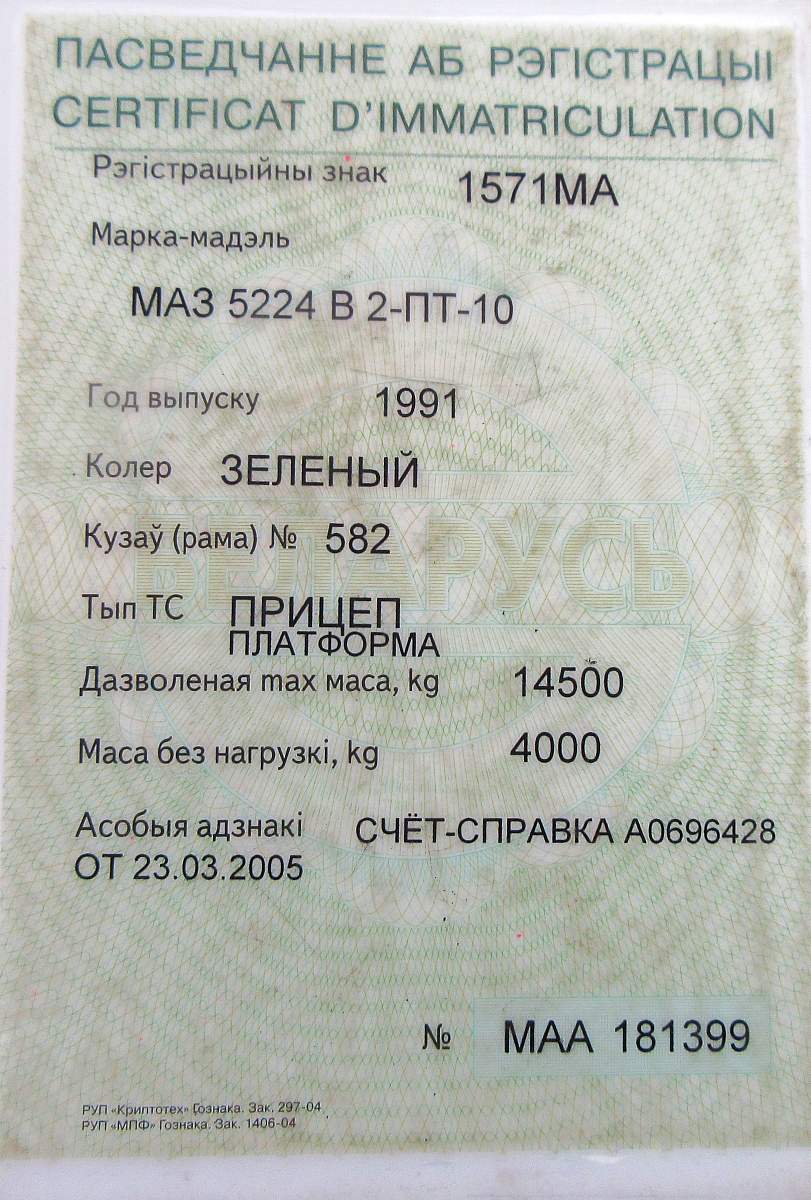 ПАСВЕДЧАННЕ АБ РЭГІСТРАЦЫІ
CERTIFICAT D'IMMATRICULATION
Рэгістрацыйны знак 1571МА
Марка-мадэль
МАЗ 5224 В 2-ПТ-10
Год выпуску 1991
Колер ЗЕЛЕНЫЙ
Кузаў (рама) № 582
БЕЛАРУСЬ
Тып ТС ПРИЦЕП
ПЛАТФОРМА
Дазволеная max маса, kg 14500
Маса без нагрузкі, kg 4000
Асобыя адзнакі СЧЁТ-СПРАВКА А0696428
ОТ 23.03.2005
№ МАА 181399
РУП «Криптотех» Гознака. Зак. 297-04
РУП «МПФ» Гознака. Зак. 1406-04